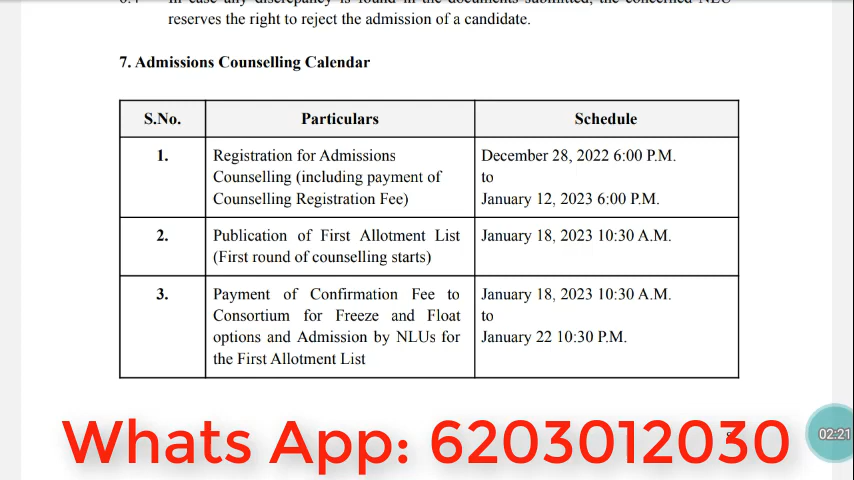 reserves the right to reject the admission of a candidate.
7. Admissions Counselling Calendar
S.No. Particulars Schedule
1. Registration for Admissions Counselling (including payment of Counselling Registration Fee) December 28, 2022 6:00 P.M. to January 12, 2023 6:00 P.M.
2. Publication of First Allotment List (First round of counselling starts) January 18, 2023 10:30 A.M.
3. Payment of Confirmation Fee to Consortium for Freeze and Float options and Admission by NLUs for the First Allotment List January 18, 2023 10:30 A.M. to January 22 10:30 P.M.
Whats App: 6203012030
02:21